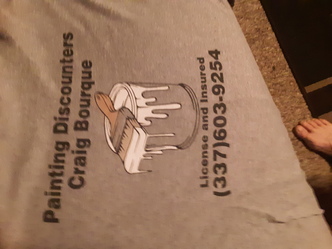 Painting Discounters
Craig Bourque
License and Insured
(337)603-9254